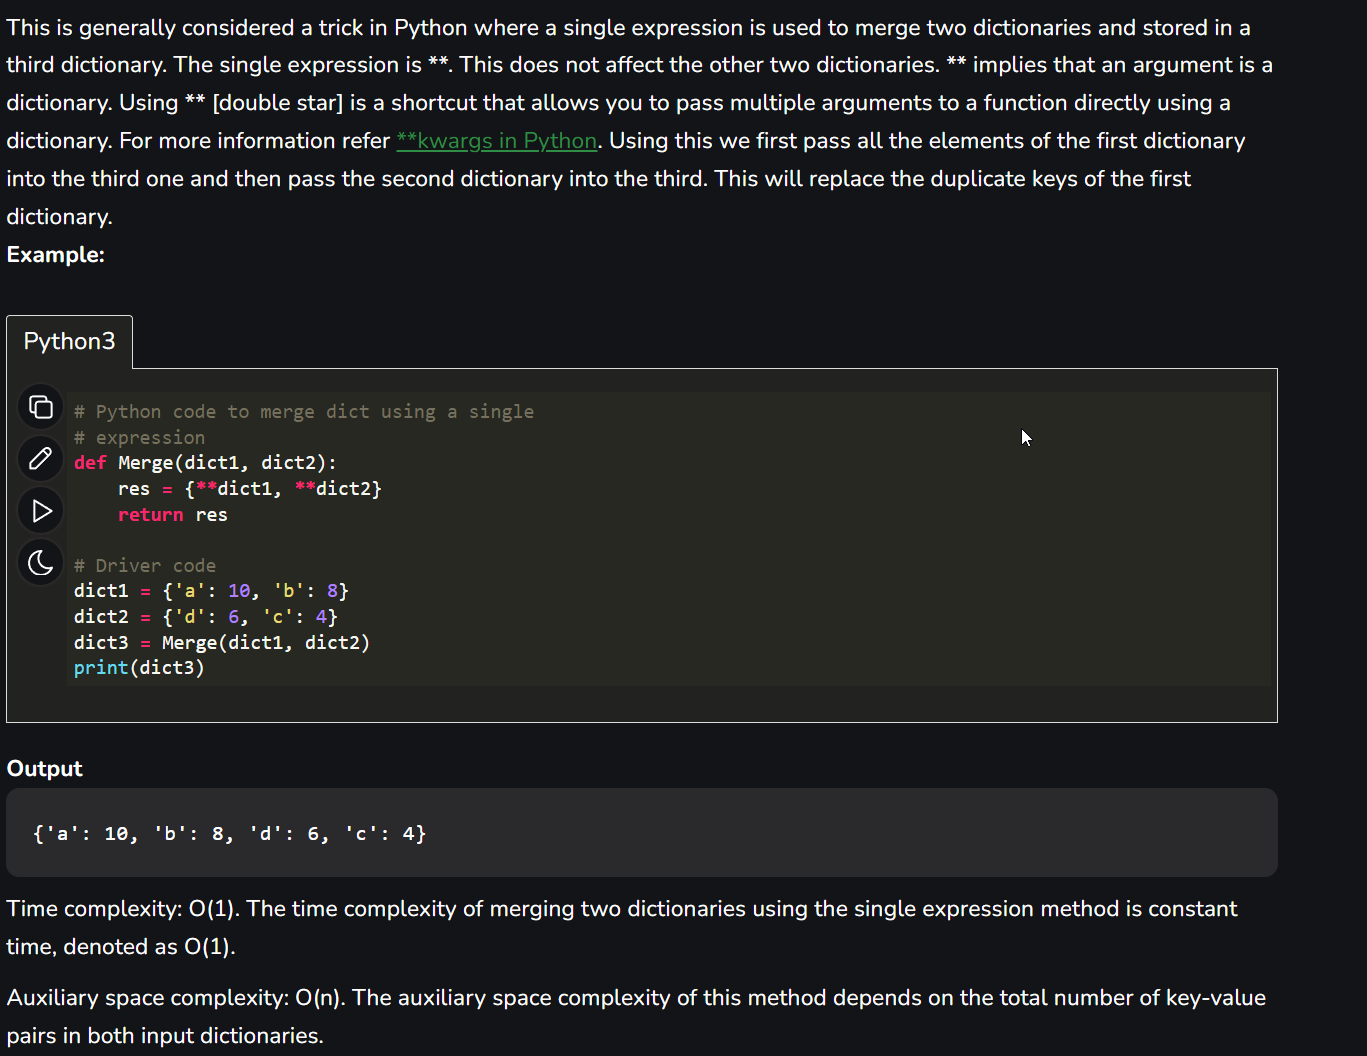 This is generally considered a trick in Python where a single expression is used to merge two dictionaries and stored in a
third dictionary. The single expression is **. This does not affect the other two dictionaries. ** implies that an argument is a
dictionary. Using ** [double star] is a shortcut that allows you to pass multiple arguments to a function directly using a
dictionary. For more information refer **kwargs in Python. Using this we first pass all the elements of the first dictionary
into the third one and then pass the second dictionary into the third. This will replace the duplicate keys of the first
dictionary.
Example:
Python3
# Python code to merge dict using a single
# expression
def Merge(dict1, dict2):
    res = {**dict1, **dict2}
    return res
# Driver code
dict1 = {'a': 10, 'b': 8}
dict2 = {'d': 6, 'c': 4}
dict3 = Merge(dict1, dict2)
print(dict3)
Output
{'a': 10, 'b': 8, 'd': 6, 'c': 4}
Time complexity: O(1). The time complexity of merging two dictionaries using the single expression method is constant
time, denoted as O(1).
Auxiliary space complexity: O(n). The auxiliary space complexity of this method depends on the total number of key-value
pairs in both input dictionaries.